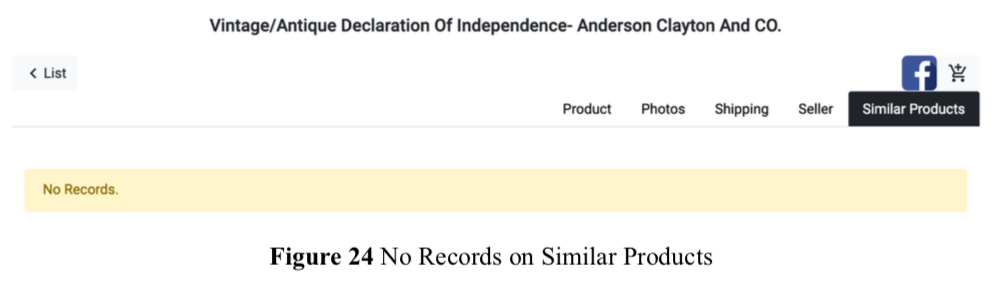 Vintage/Antique Declaration Of Independence- Anderson Clayton And CO.
< List
f
Product Photos Shipping Seller Similar Products
No Records.
Figure 24 No Records on Similar Products